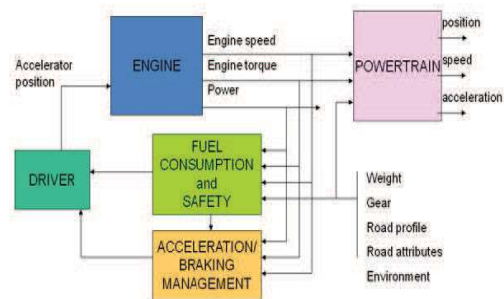 Accelerator
position
ENGINE
Engine speed
Engine torque
Power
POWERTRAIN
position
speed
acceleration
DRIVER
FUEL
CONSUMPTION
and
SAFETY
ACCELERATION/
BRAKING
MANAGEMENT
Weight
Gear
Road profile
Road attributes
Environment